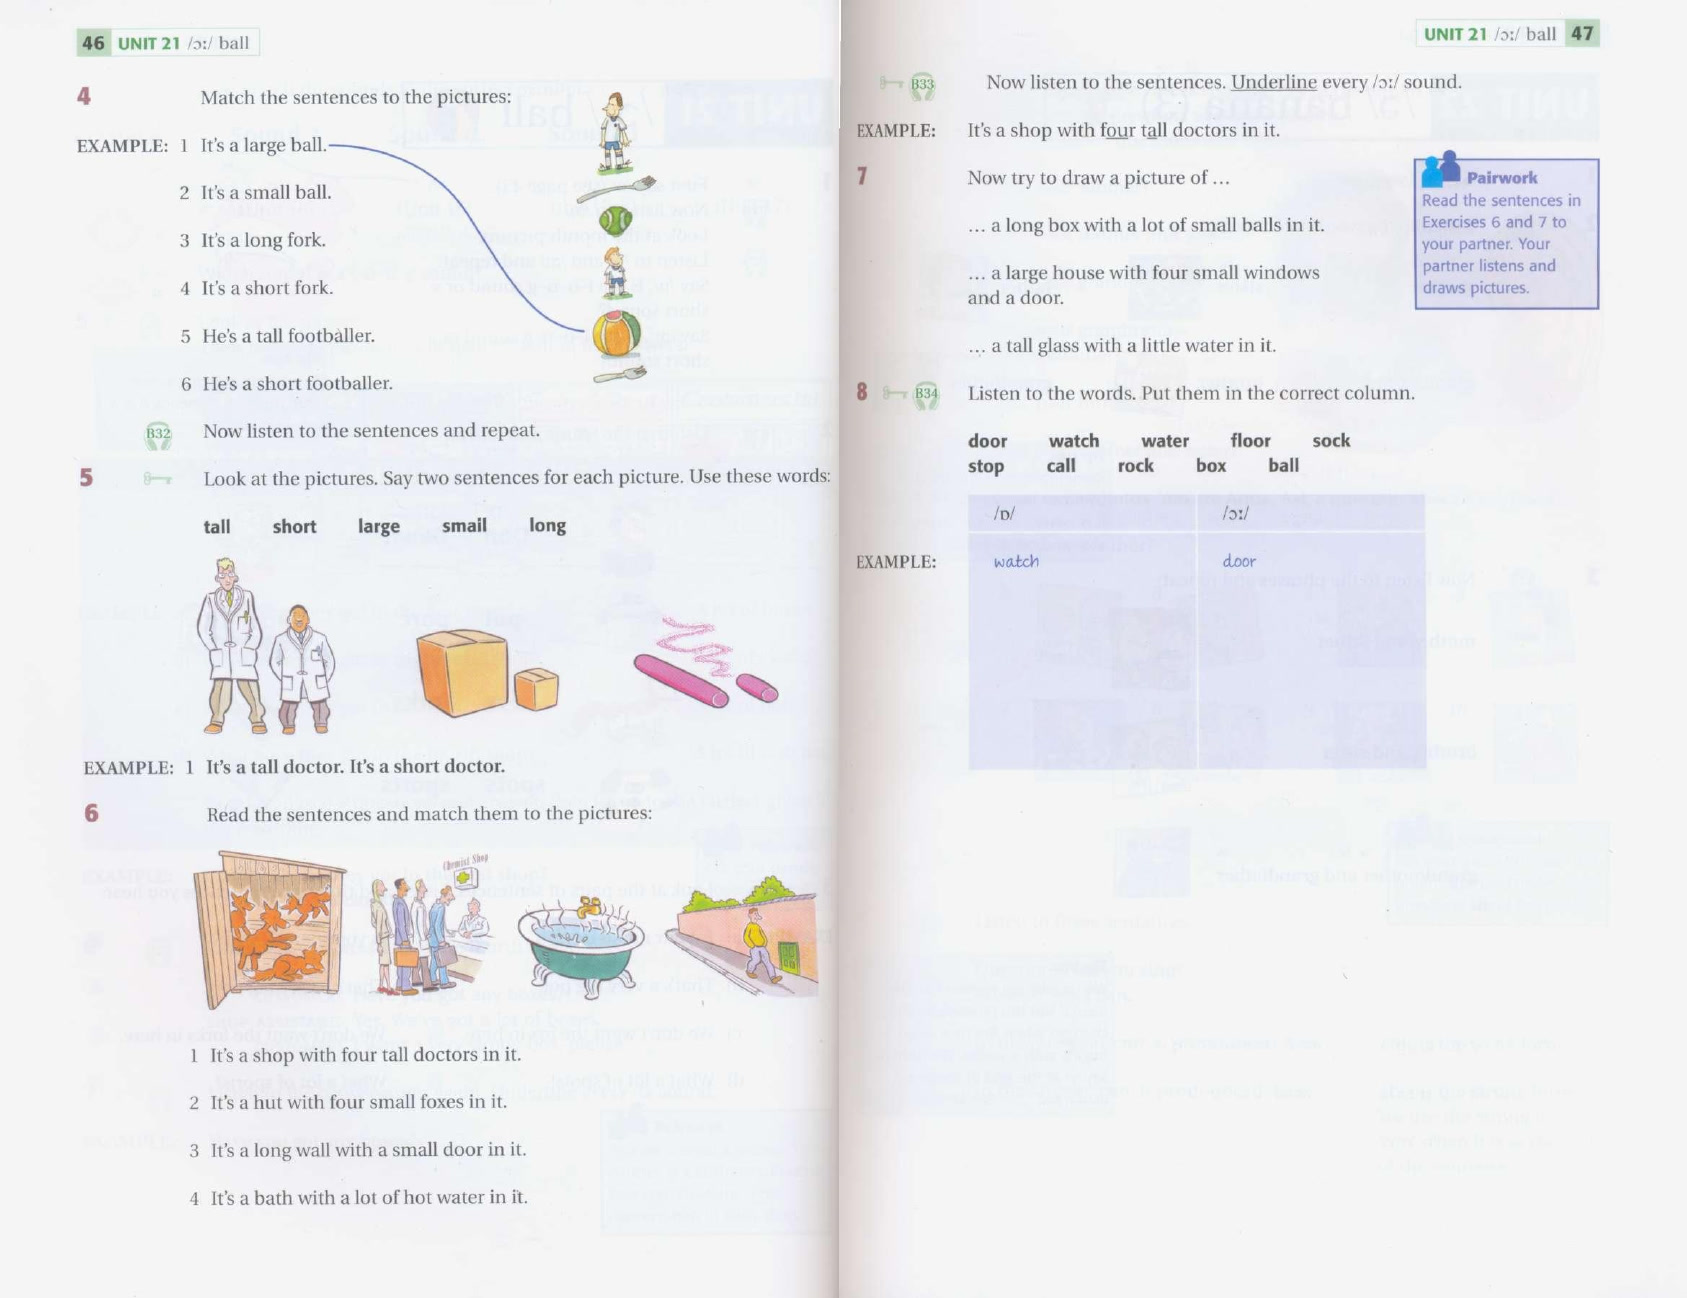 46 UNIT 21 /ɔː/ ball
4 Match the sentences to the pictures:
EXAMPLE: 1 It's a large ball.
2 It's a small ball.
3 It's a long fork.
4 It's a short fork.
5 He's a tall footballer.
6 He's a short footballer.
B32 Now listen to the sentences and repeat.
5 Look at the pictures. Say two sentences for each picture. Use these words:
tall short large small long
EXAMPLE: 1 It's a tall doctor. It's a short doctor.
6 Read the sentences and match them to the pictures:
Chemist Shop
1 It's a shop with four tall doctors in it.
2 It's a hut with four small foxes in it.
3 It's a long wall with a small door in it.
4 It's a bath with a lot of hot water in it.
UNIT 21 /ɔː/ ball 47
B33 Now listen to the sentences. Underline every /ɔː/ sound.
EXAMPLE: It's a shop with four tall doctors in it.
7 Now try to draw a picture of ...
... a long box with a lot of small balls in it.
... a large house with four small windows
and a door.
... a tall glass with a little water in it.
Pairwork
Read the sentences in
Exercises 6 and 7 to
your partner. Your
partner listens and
draws pictures.
8 B34 Listen to the words. Put them in the correct column.
door watch water floor sock
stop call rock box ball
/ɒ/ /ɔː/
EXAMPLE: watch door